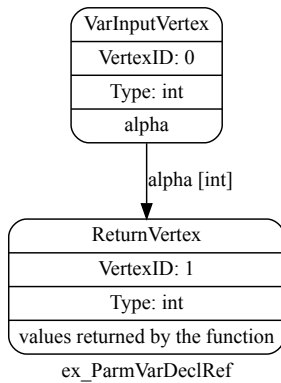 VarInputVertex
VertexID: 0
Type: int
alpha
alpha [int]
ReturnVertex
VertexID: 1
Type: int
values returned by the function
ex_ParmVarDeclRef